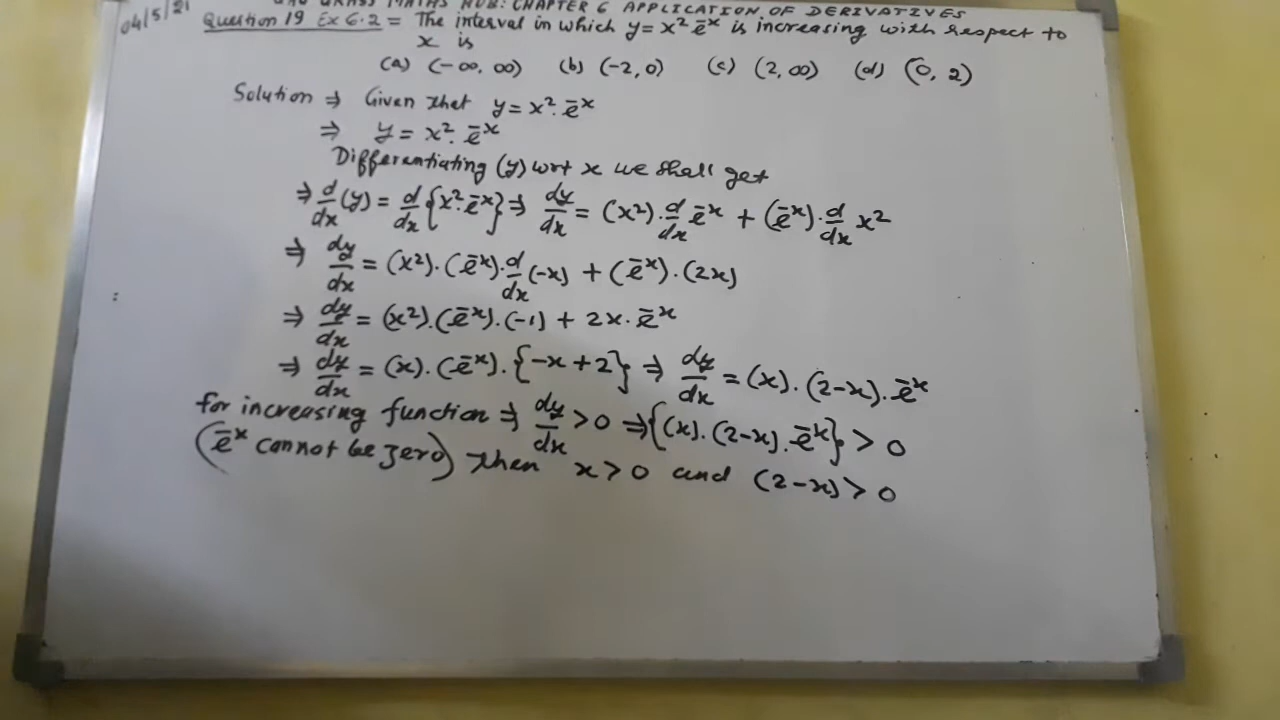 04/5/21
MATHS HUB: CHAPTER 6 APPLICATION OF DERIVATIVES
Question 19 Ex 6.2 = The interval in which y = x² e⁻ˣ is increasing with respect to
x is
(a) (-∞, ∞) (b) (-2, 0) (c) (2, ∞) (d) (0, 2)
Solution ⇒ Given that y = x². e⁻ˣ
⇒ y = x². e⁻ˣ
Differentiating (y) wrt x we shall get
⇒ d/dx (y) = d/dx {x². e⁻ˣ} ⇒ dy/dx = (x²). d/dx e⁻ˣ + (e⁻ˣ). d/dx x²
⇒ dy/dx = (x²). (e⁻ˣ). d/dx (-x) + (e⁻ˣ). (2x)
⇒ dy/dx = (x²). (e⁻ˣ). (-1) + 2x. e⁻ˣ
⇒ dy/dx = (x). (e⁻ˣ). {-x + 2} ⇒ dy/dx = (x). (2-x). e⁻ˣ
for increasing function ⇒ dy/dx > 0 ⇒ {(x). (2-x). e⁻ˣ} > 0
(e⁻ˣ cannot be zero) then x > 0 and (2-x) > 0